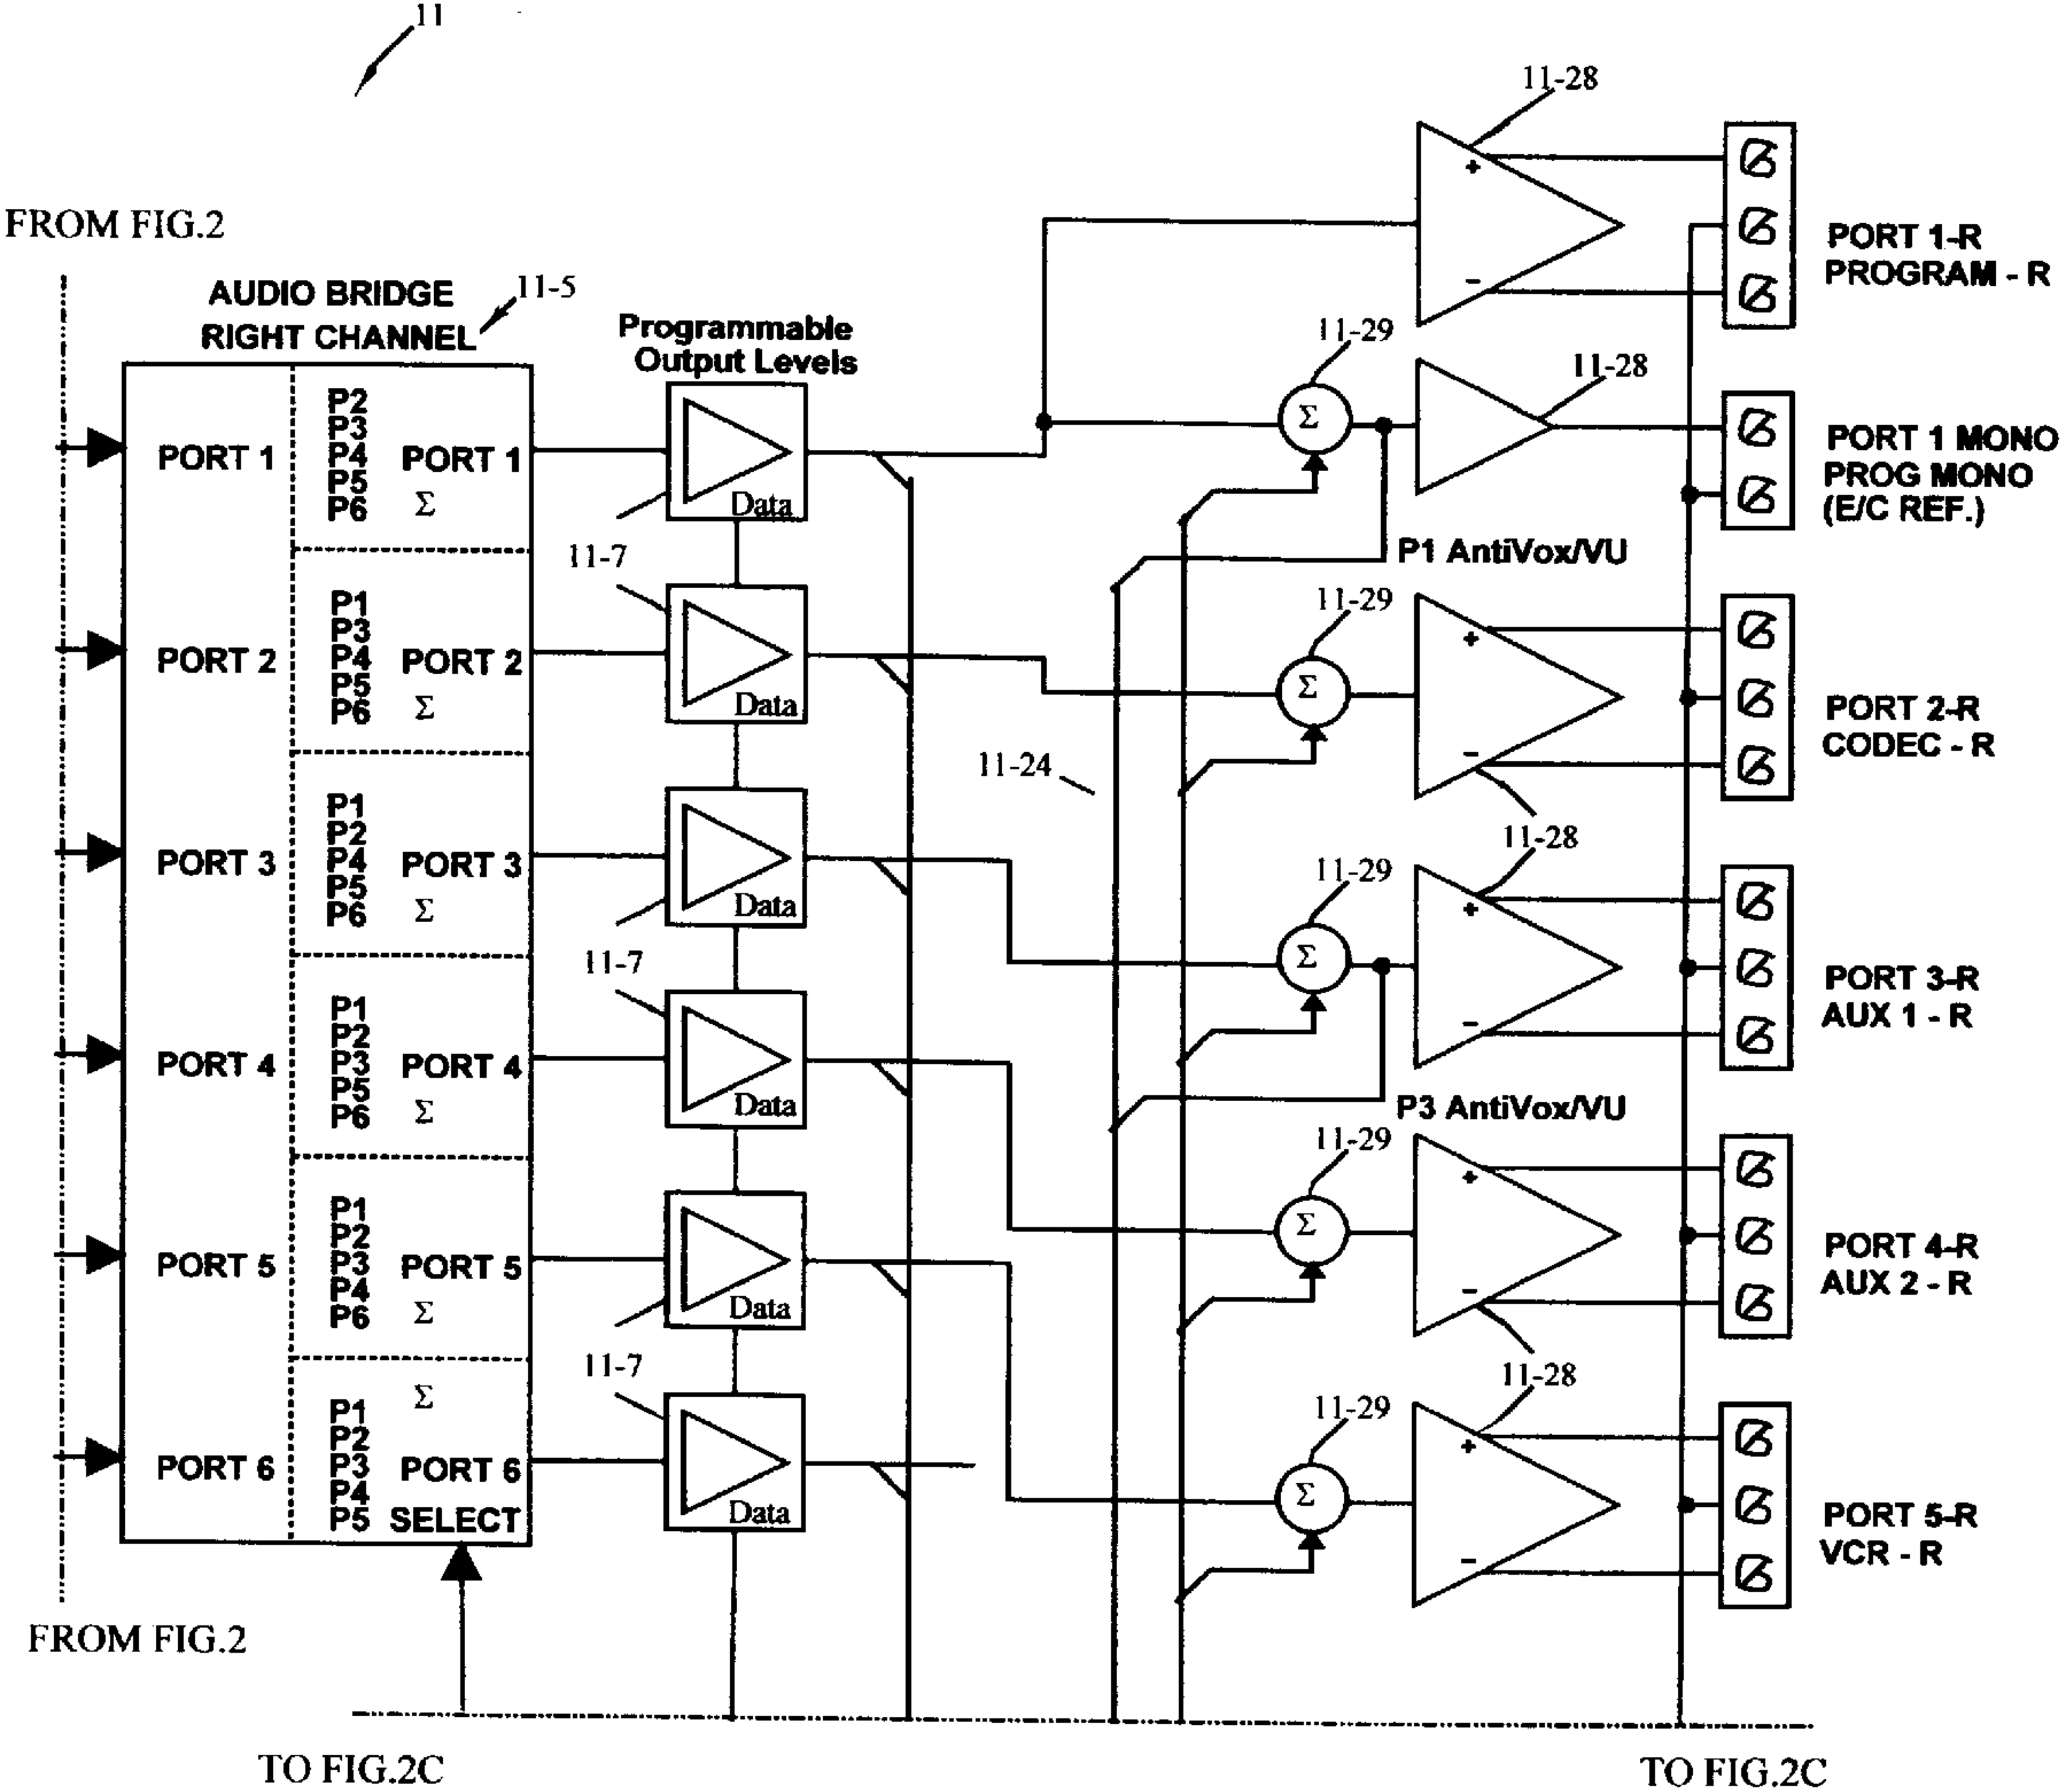 11
11-28
FROM FIG.2
PORT 1-R
PROGRAM - R
AUDIO BRIDGE
RIGHT CHANNEL
11-5
Programmable
Output Levels
11-29
11-28
+
-
PORT 1
P2
P3
P4
P5
P6
PORT 1
Σ
Data
Σ
PORT 1 MONO
PROG MONO
(E/C REF.)
P1 AntiVox/VU
11-7
11-29
PORT 2
P1
P3
P4
P5
P6
PORT 2
Σ
Data
Σ
+
-
PORT 2-R
CODEC - R
11-24
11-28
11-29
PORT 3
P1
P2
P4
P5
P6
PORT 3
Σ
Data
Σ
+
-
PORT 3-R
AUX 1 - R
11-7
PORT 4
P1
P2
P3
P5
P6
PORT 4
Σ
Data
P3 AntiVox/VU
11-29
Σ
+
-
PORT 4-R
AUX 2 - R
PORT 5
P1
P2
P3
P4
P6
PORT 5
Σ
Data
11-28
11-7
11-29
PORT 6
Σ
P1
P2
P3
P4
P5
PORT 6
SELECT
Data
Σ
+
-
PORT 5-R
VCR - R
FROM FIG.2
TO FIG.2C
TO FIG.2C